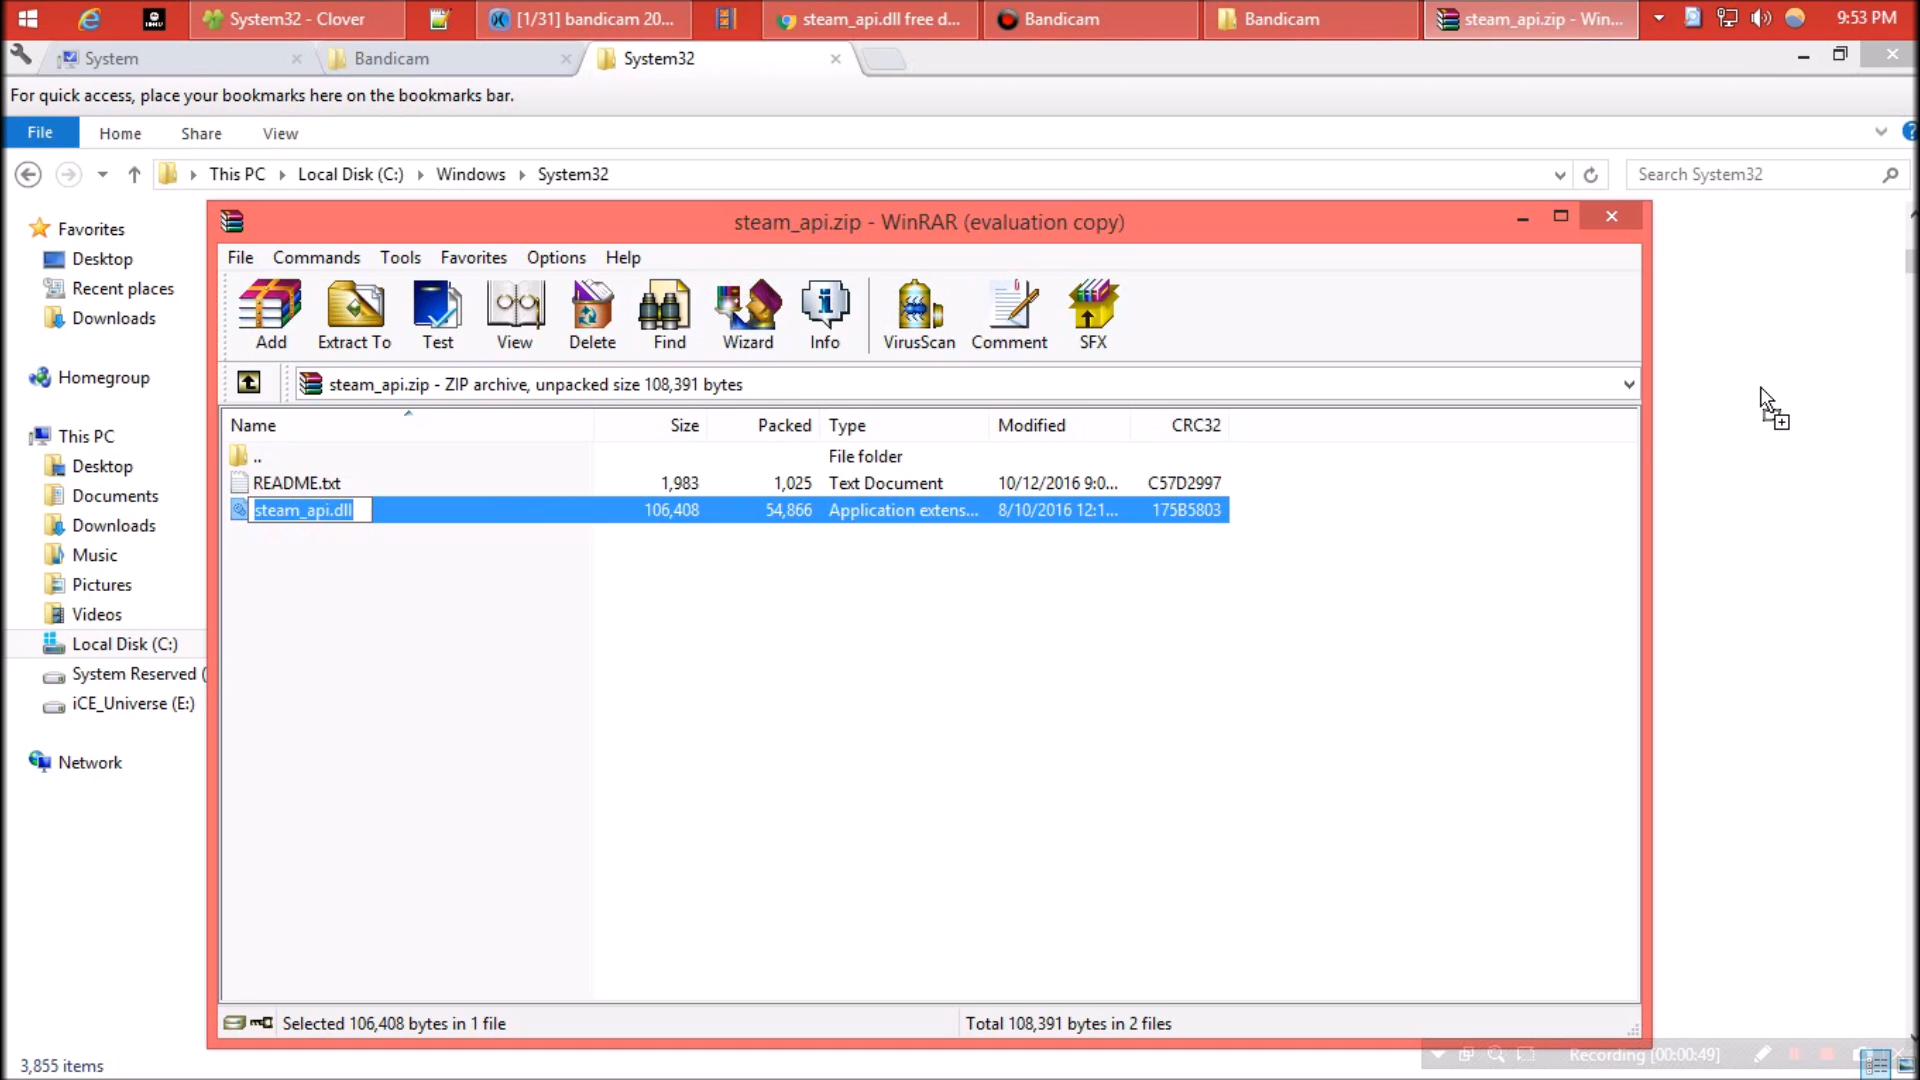 System32 - Clover
[1/31] bandicam 20...
steam_api.dll free d...
Bandicam
Bandicam
steam_api.zip - Win...
9:53 PM
System
Bandicam
System32
For quick access, place your bookmarks here on the bookmarks bar.
File Home Share View
This PC Local Disk (C:) Windows System32
Search System32
Favorites
Desktop
Recent places
Downloads
Homegroup
This PC
Desktop
Documents
Downloads
Music
Pictures
Videos
Local Disk (C:)
System Reserved (
iCE_Universe (E:)
Network
steam_api.zip - WinRAR (evaluation copy)
File Commands Tools Favorites Options Help
Add Extract To Test View Delete Find Wizard Info VirusScan Comment SFX
steam_api.zip - ZIP archive, unpacked size 108,391 bytes
Name Size Packed Type Modified CRC32
.. File folder
README.txt 1,983 1,025 Text Document 10/12/2016 9:0... C57D2997
steam_api.dll 106,408 54,866 Application extens... 8/10/2016 12:1... 175B5803
Selected 106,408 bytes in 1 file
Total 108,391 bytes in 2 files
Recording [00:00:49]
3,855 items